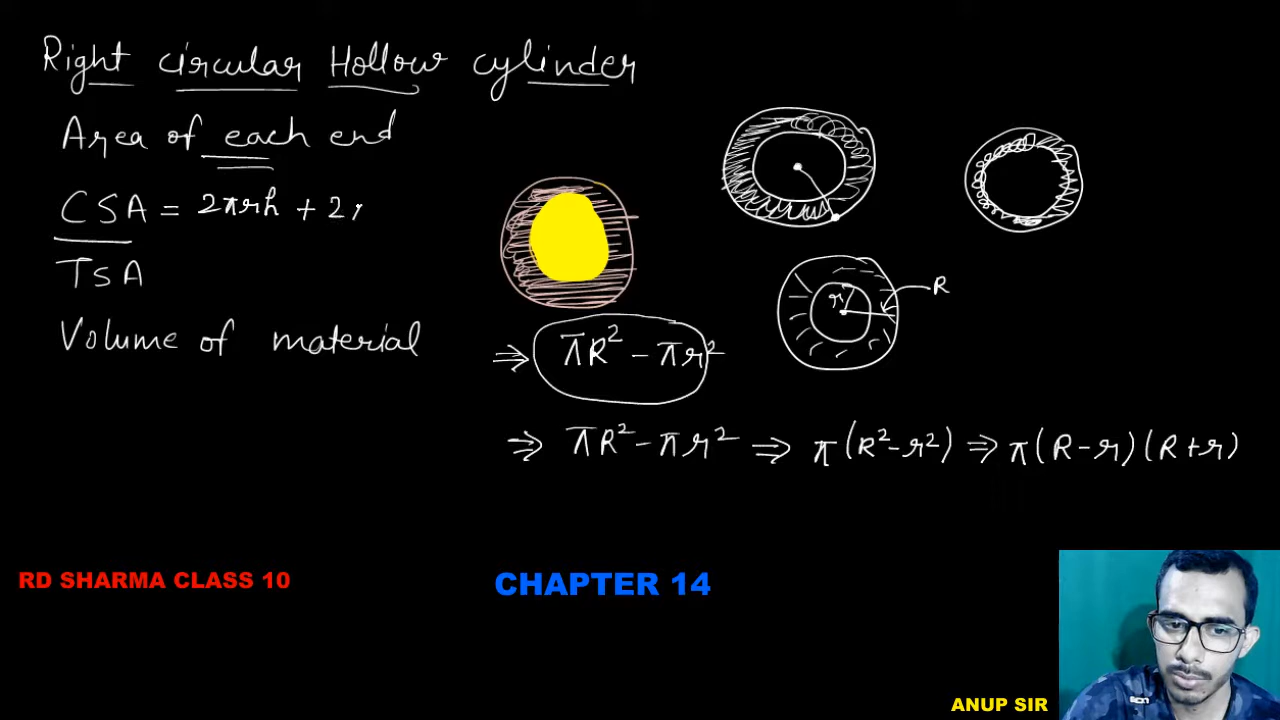 Right circular Hollow cylinder
Area of each end
CSA = 2πrh + 2
TSA
Volume of material
r
R
⇒ πR² - πr²
⇒ πR² - πr² ⇒ π(R² - r²) ⇒ π(R - r)(R + r)
RD SHARMA CLASS 10
CHAPTER 14
ANUP SIR